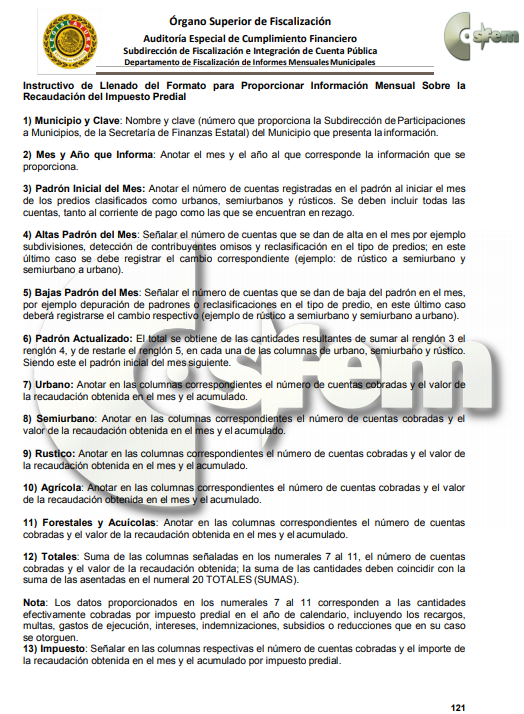 Órgano Superior de Fiscalización
Auditoría Especial de Cumplimiento Financiero
Subdirección de Fiscalización e Integración de Cuenta Pública
Departamento de Fiscalización de Informes Mensuales Municipales
osfem
Instructivo de Llenado del Formato para Proporcionar Información Mensual Sobre la
Recaudación del Impuesto Predial
1) Municipio y Clave: Nombre y clave (número que proporciona la Subdirección de Participaciones
a Municipios, de la Secretaría de Finanzas Estatal) del Municipio que presenta la información.
2) Mes y Año que Informa: Anotar el mes y el año al que corresponde la información que se
proporciona.
3) Padrón Inicial del Mes: Anotar el número de cuentas registradas en el padrón al iniciar el mes
de los predios clasificados como urbanos, semiurbanos y rústicos. Se deben incluir todas las
cuentas, tanto al corriente de pago como las que se encuentran en rezago.
4) Altas Padrón del Mes: Señalar el número de cuentas que se dan de alta en el mes por ejemplo
subdivisiones, detección de contribuyentes omisos y reclasificación en el tipo de predios; en este
último caso se debe registrar el cambio correspondiente (ejemplo: de rústico a semiurbano y
semiurbano a urbano).
5) Bajas Padrón del Mes: Señalar el número de cuentas que se dan de baja del padrón en el mes,
por ejemplo depuración de padrones o reclasificaciones en el tipo de predio, en este último caso
deberá registrarse el cambio respectivo (ejemplo de rústico a semiurbano y semiurbano a urbano).
6) Padrón Actualizado: El total se obtiene de las cantidades resultantes de sumar al renglón 3 el
renglón 4, y de restarle el renglón 5, en cada una de las columnas de urbano, semiurbano y rústico.
Siendo este el padrón inicial del mes siguiente.
7) Urbano: Anotar en las columnas correspondientes el número de cuentas cobradas y el valor de
la recaudación obtenida en el mes y el acumulado.
8) Semiurbano: Anotar en las columnas correspondientes el número de cuentas cobradas y el
valor de la recaudación obtenida en el mes y el acumulado.
9) Rustico: Anotar en las columnas correspondientes el número de cuentas cobradas y el valor de
la recaudación obtenida en el mes y el acumulado.
10) Agrícola: Anotar en las columnas correspondientes el número de cuentas cobradas y el valor
de la recaudación obtenida en el mes y el acumulado.
11) Forestales y Acuícolas: Anotar en las columnas correspondientes el número de cuentas
cobradas y el valor de la recaudación obtenida en el mes y el acumulado.
12) Totales: Suma de las columnas señaladas en los numerales 7 al 11, el número de cuentas
cobradas y el valor de la recaudación obtenida; la suma de las cantidades deben coincidir con la
suma de las asentadas en el numeral 20 TOTALES (SUMAS).
Nota: Los datos proporcionados en los numerales 7 al 11 corresponden a las cantidades
efectivamente cobradas por impuesto predial en el año de calendario, incluyendo los recargos,
multas, gastos de ejecución, intereses, indemnizaciones, subsidios o reducciones que en su caso
se otorguen.
13) Impuesto: Señalar en las columnas respectivas el número de cuentas cobradas y el importe de
la recaudación obtenida en el mes y el acumulado por impuesto predial.
osfem
121